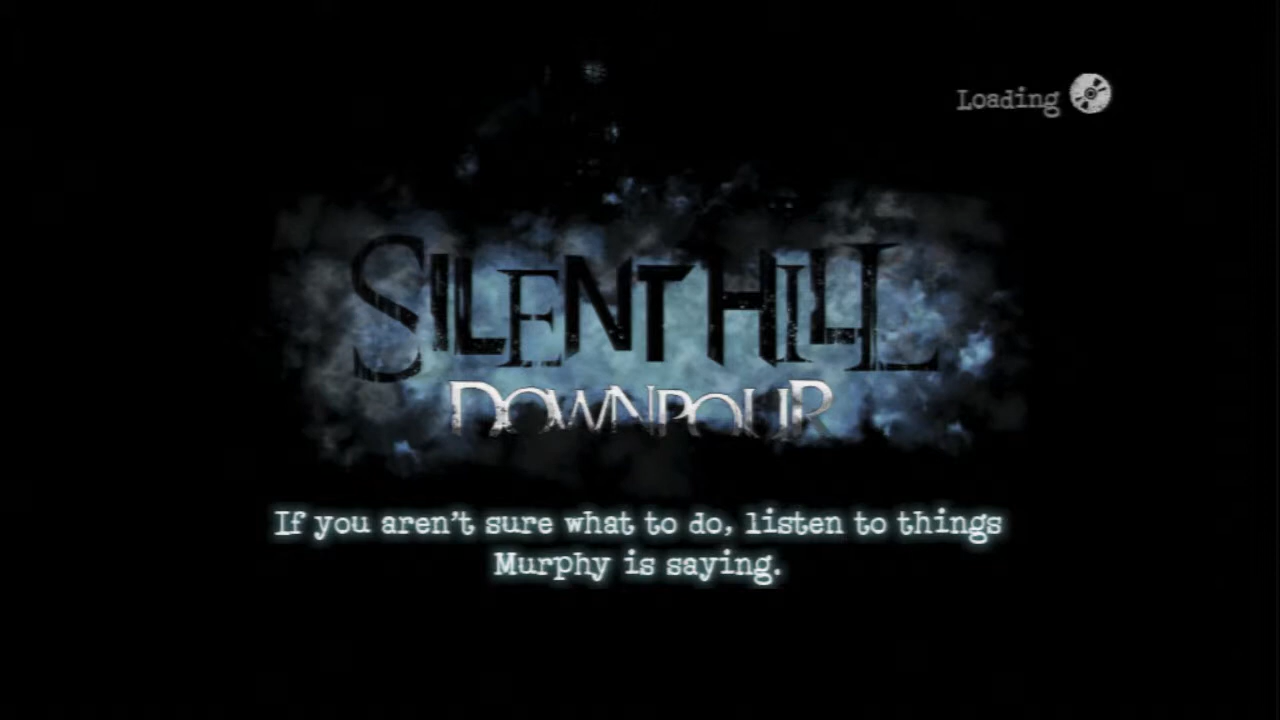 Loading
SILENT HILL
DOWNPOUR
If you aren't sure what to do, listen to things
Murphy is saying.